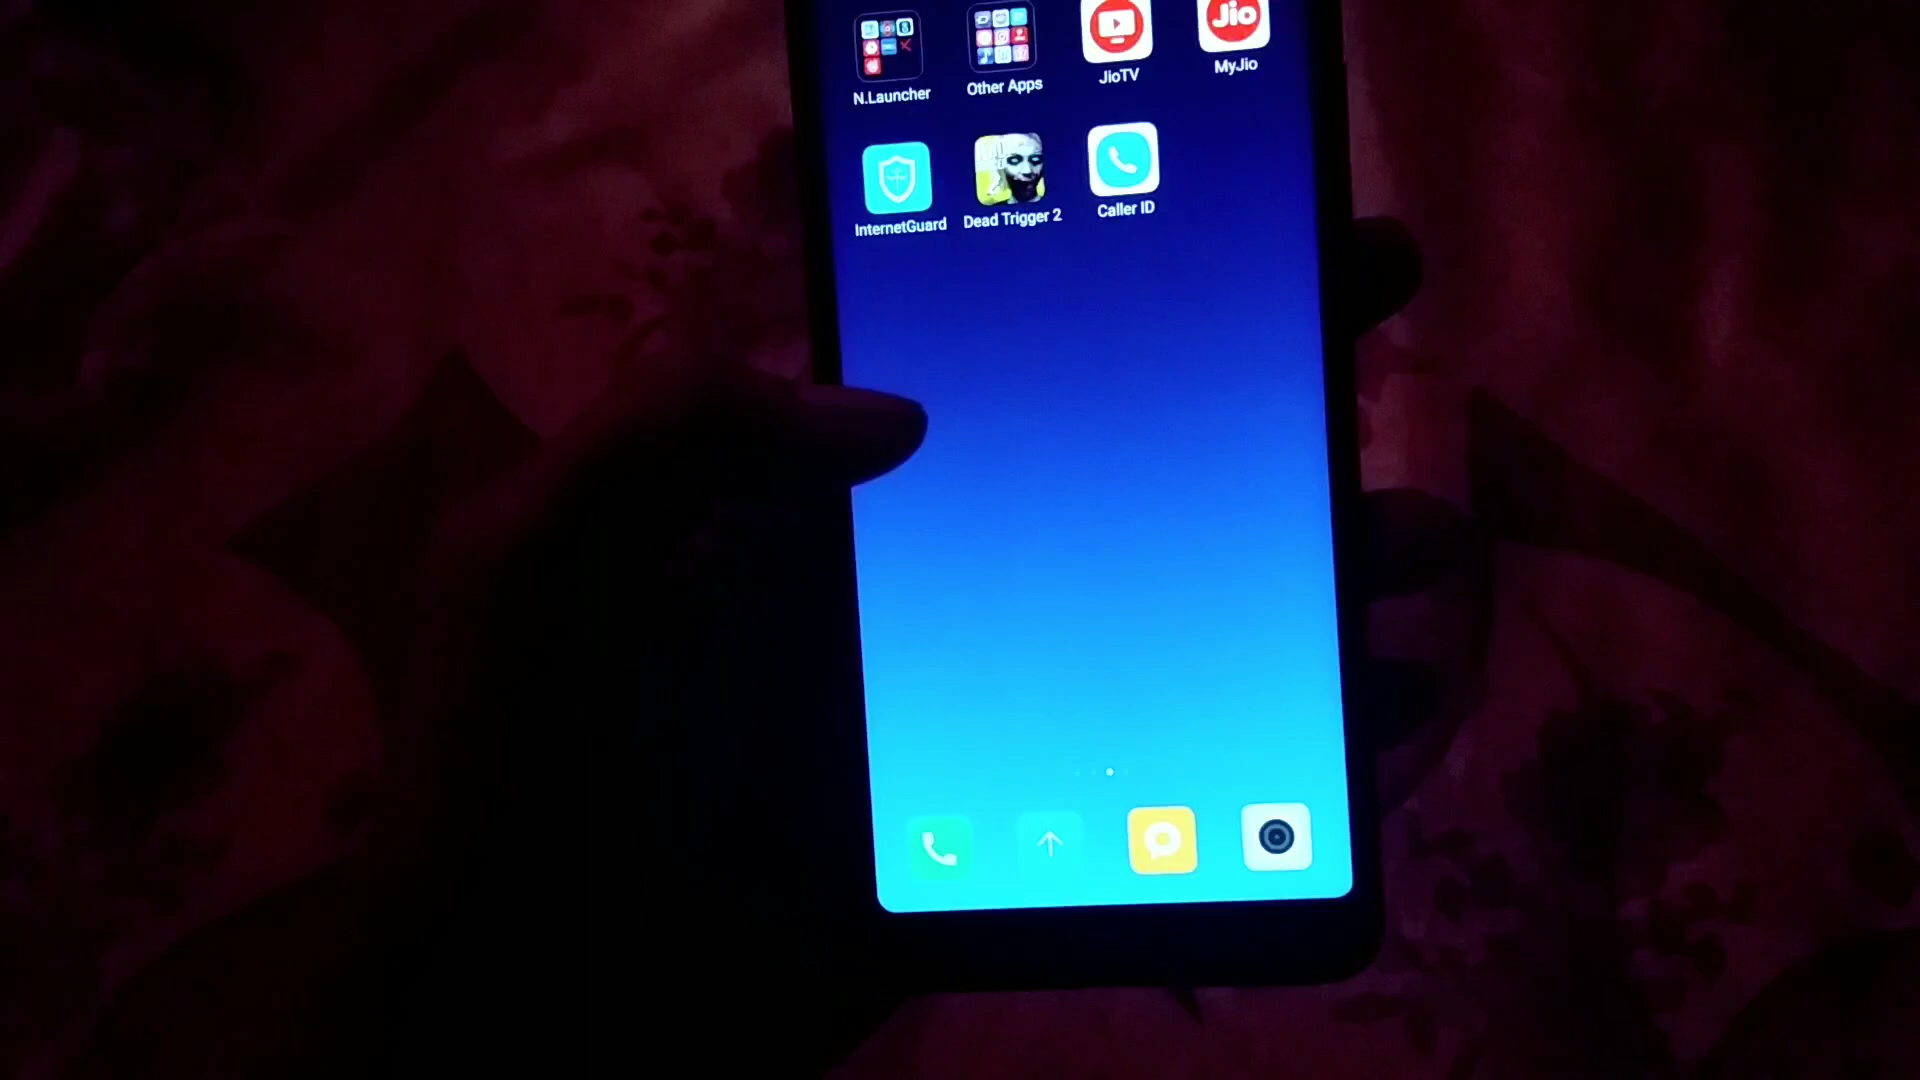 N.Launcher
Other Apps
Jio
JioTV
MyJio
InternetGuard
Dead Trigger 2
Caller ID